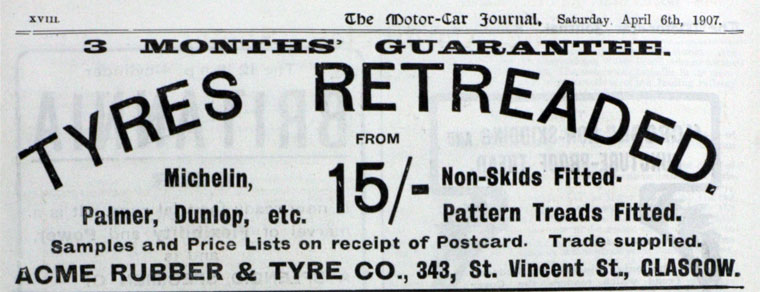 XVIII. The Motor-Car Journal, Saturday, April 6th, 1907.
3 MONTHS' GUARANTEE.
TYRES RETREADED.
FROM
15/-
Michelin,
Palmer, Dunlop, etc.
Non-Skids Fitted.
Pattern Treads Fitted.
Samples and Price Lists on receipt of Postcard. Trade supplied.
ACME RUBBER & TYRE CO., 343, St. Vincent St., GLASGOW.